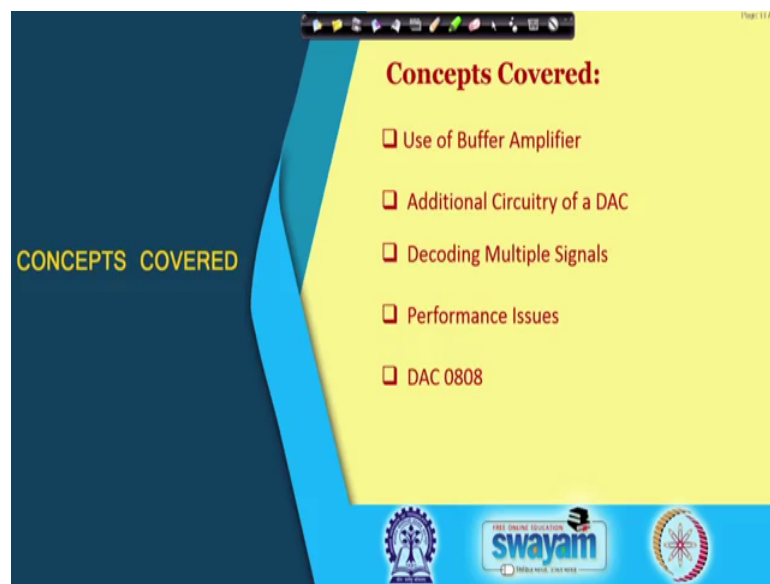 Concepts Covered:
Use of Buffer Amplifier
Additional Circuitry of a DAC
CONCEPTS COVERED
Decoding Multiple Signals
Performance Issues
DAC 0808
FREE ONLINE EDUCATION
swayam